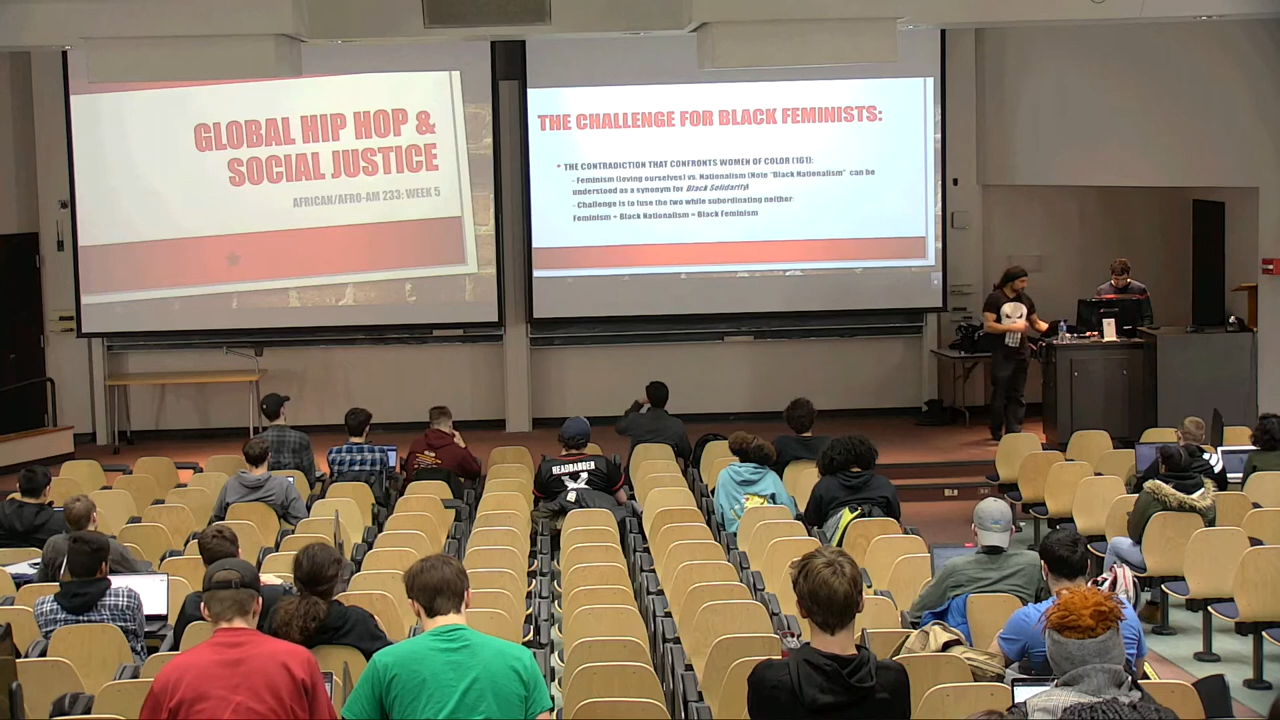 GLOBAL HIP HOP &
SOCIAL JUSTICE
AFRICAN/AFRO-AM 233: WEEK 5
THE CHALLENGE FOR BLACK FEMINISTS:
* THE CONTRADICTION THAT CONFRONTS WOMEN OF COLOR (161):
- Feminism (loving ourselves) vs. Nationalism (Note "Black Nationalism" can be
understood as a synonym for Black Solidarity)
- Challenge is to fuse the two while subordinating neither:
Feminism + Black Nationalism = Black Feminism
HEADBANGER